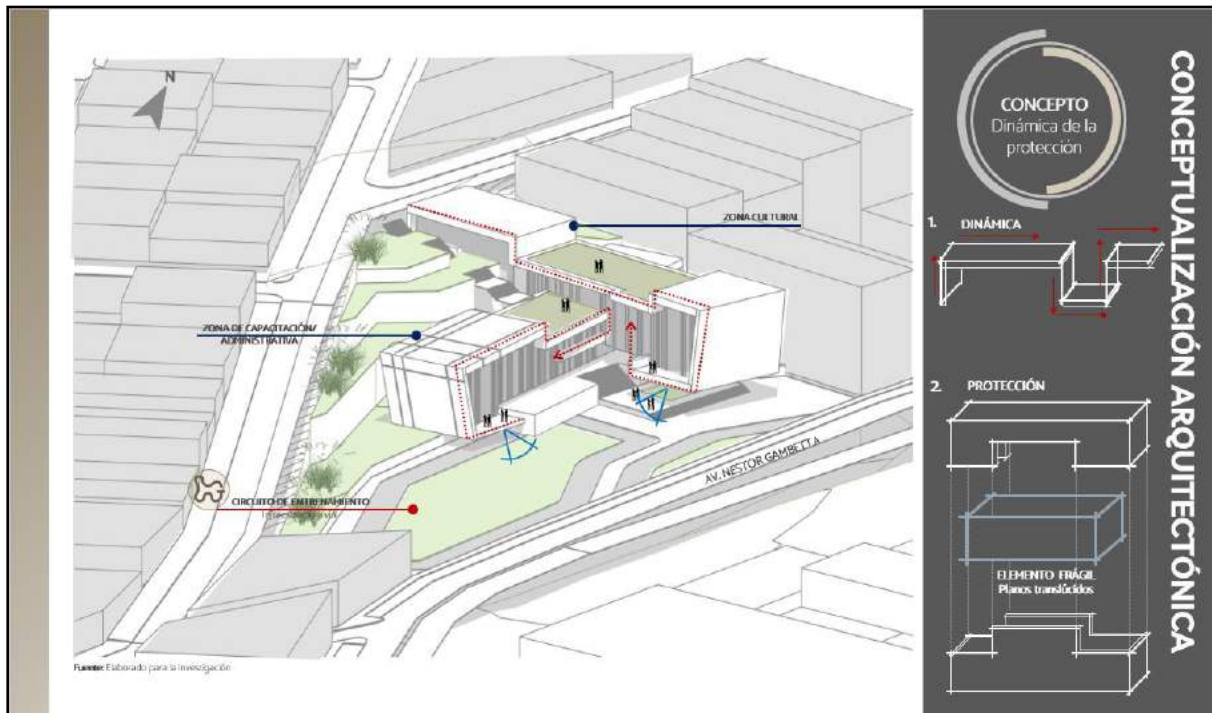 N
ZONA CULTURAL
ZONA DE CAPACITACIÓN/
ADMINISTRATIVA
AV. NESTOR GAMBETTA
CIRCUITO DE ENTRENAMIENTO
Fuente: Elaborado para la investigación
CONCEPTO
Dinámica de la
protección
1. DINÁMICA
2. PROTECCIÓN
ELEMENTO FRÁGIL
Planos translúcidos
CONCEPTUALIZACIÓN ARQUITECTÓNICA